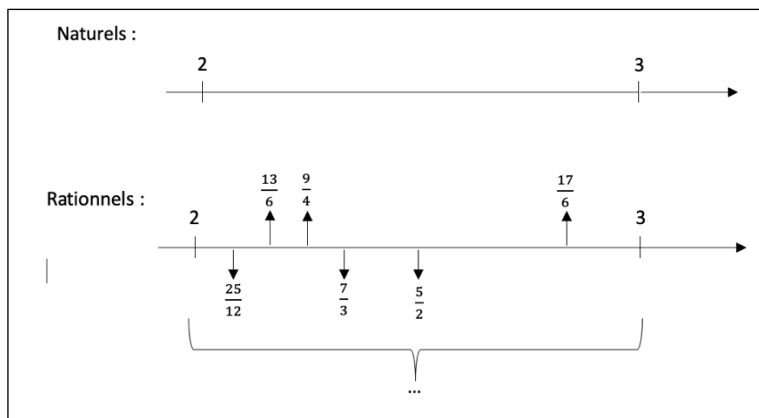 Naturels :
2 3
13/6 9/4 17/6
Rationnels :
2 3
25/12 7/3 5/2
...